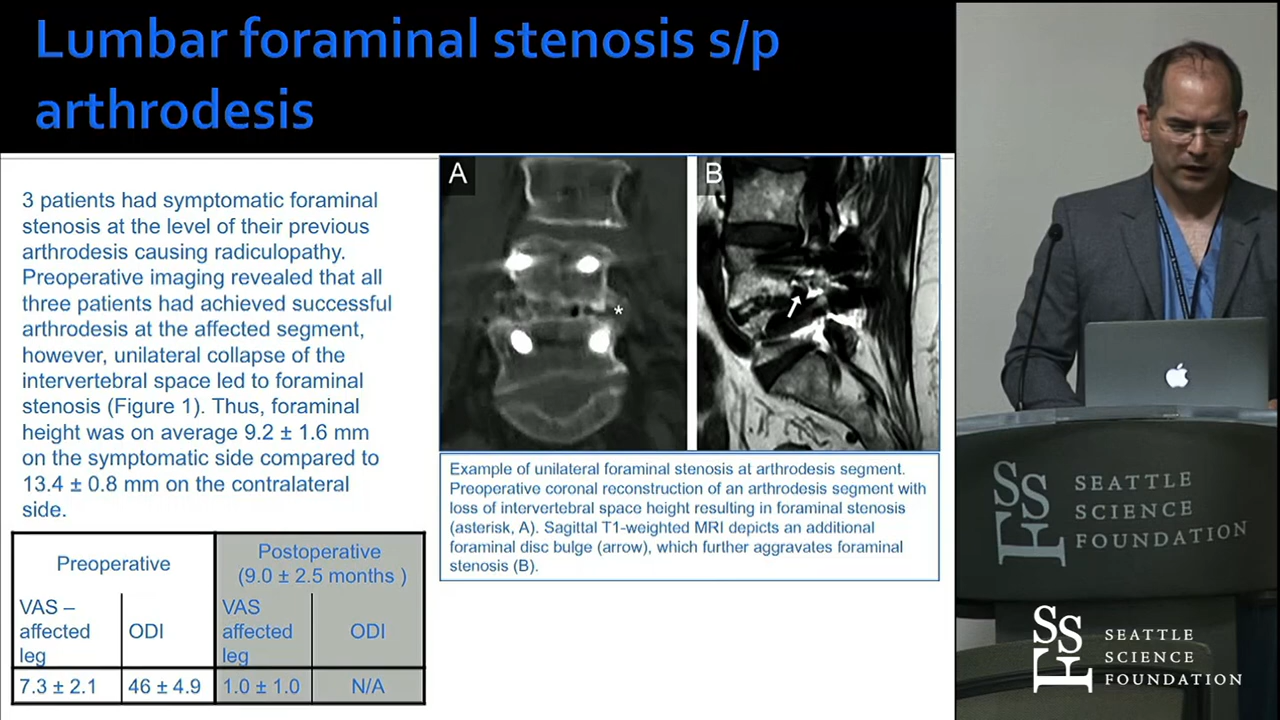 Lumbar foraminal stenosis s/p
arthrodesis
3 patients had symptomatic foraminal
stenosis at the level of their previous
arthrodesis causing radiculopathy.
Preoperative imaging revealed that all
three patients had achieved successful
arthrodesis at the affected segment,
however, unilateral collapse of the
intervertebral space led to foraminal
stenosis (Figure 1). Thus, foraminal
height was on average 9.2 ± 1.6 mm
on the symptomatic side compared to
13.4 ± 0.8 mm on the contralateral
side.
A
*
B
Example of unilateral foraminal stenosis at arthrodesis segment.
Preoperative coronal reconstruction of an arthrodesis segment with
loss of intervertebral space height resulting in foraminal stenosis
(asterisk, A). Sagittal T1-weighted MRI depicts an additional
foraminal disc bulge (arrow), which further aggravates foraminal
stenosis (B).
Preoperative
Postoperative
(9.0 ± 2.5 months )
VAS –
affected
leg
ODI
VAS
affected
leg
ODI
7.3 ± 2.1
46 ± 4.9
1.0 ± 1.0
N/A
SSF
SEATTLE
SCIENCE
FOUNDATION
SSF
SEATTLE
SCIENCE
FOUNDATION